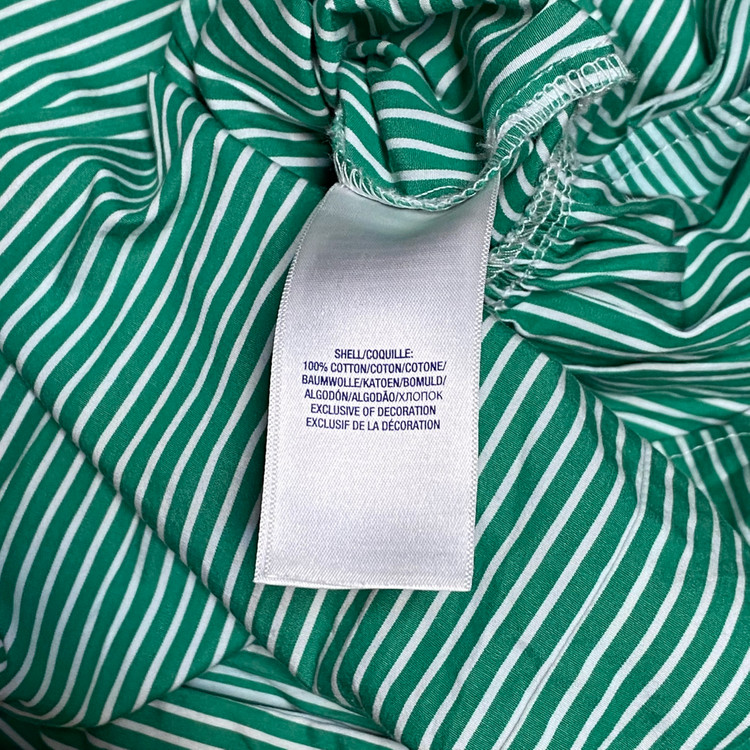 SHELL/COQUILLE:
100% COTTON/COTON/COTONE/
BAUMWOLLE/KATOEN/BOMULD/
ALGODÓN/ALGODÃO/ХЛОПОК
EXCLUSIVE OF DECORATION
EXCLUSIF DE LA DÉCORATION